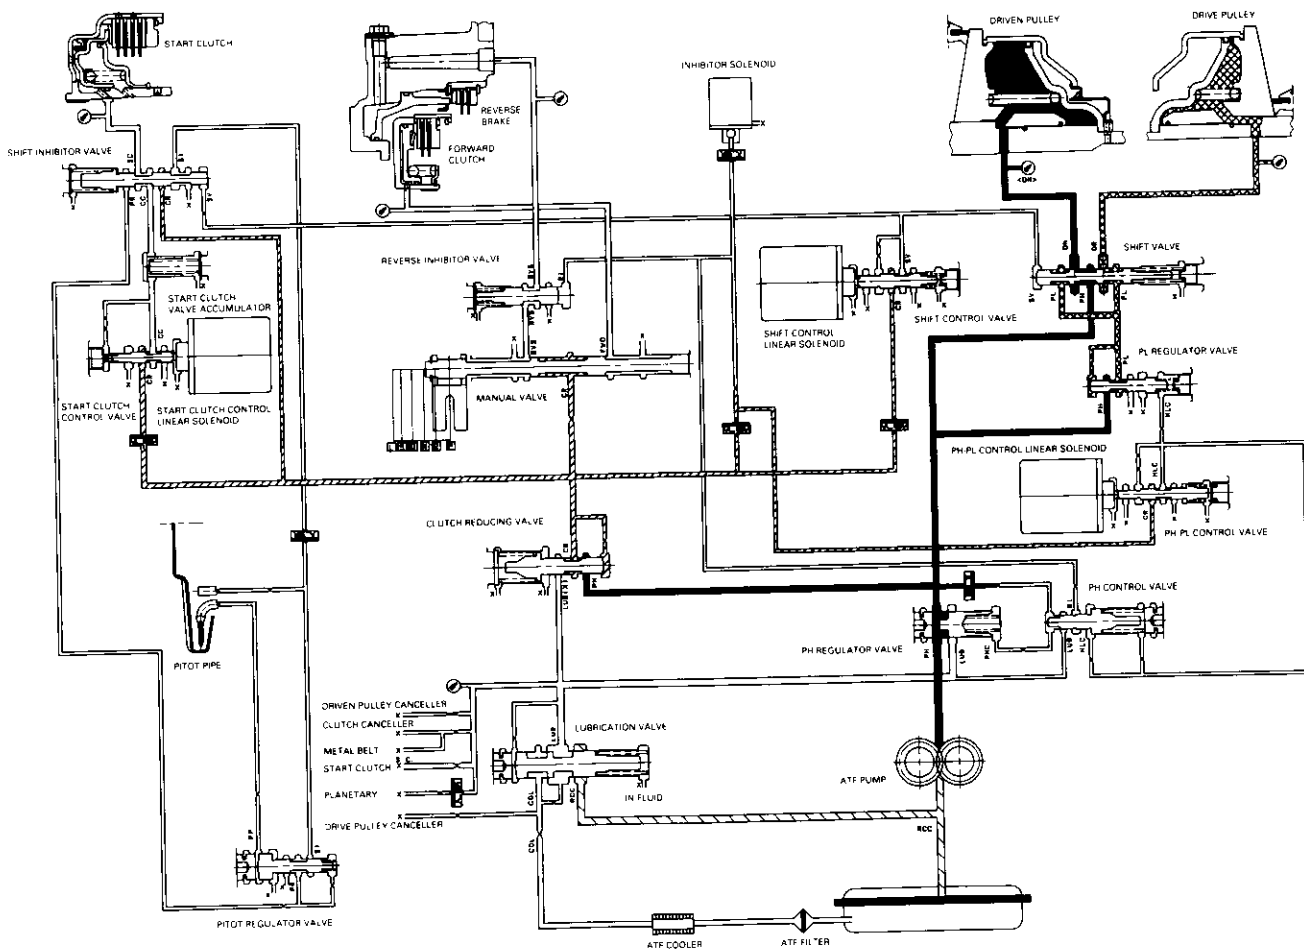 START CLUTCH
DRIVEN PULLEY
DRIVE PULLEY
INHIBITOR SOLENOID
REVERSE
BRAKE
FORWARD
CLUTCH
SHIFT INHIBITOR VALVE
<DN>
REVERSE INHIBITOR VALVE
SHIFT VALVE
START CLUTCH
VALVE ACCUMULATOR
SHIFT CONTROL
LINEAR SOLENOID
SHIFT CONTROL VALVE
PL REGULATOR VALVE
START CLUTCH
CONTROL VALVE
START CLUTCH CONTROL
LINEAR SOLENOID
MANUAL VALVE
PH-PL CONTROL LINEAR SOLENOID
CLUTCH REDUCING VALVE
PH PL CONTROL VALVE
PH CONTROL VALVE
PH REGULATOR VALVE
PITOT PIPE
DRIVEN PULLEY CANCELLER
CLUTCH CANCELLER
LUBRICATION VALVE
METAL BELT
START CLUTCH
ATF PUMP
PLANETARY
IN FLUID
DRIVE PULLEY CANCELLER
RCC
COL
PITOT REGULATOR VALVE
ATF COOLER
ATF FILTER